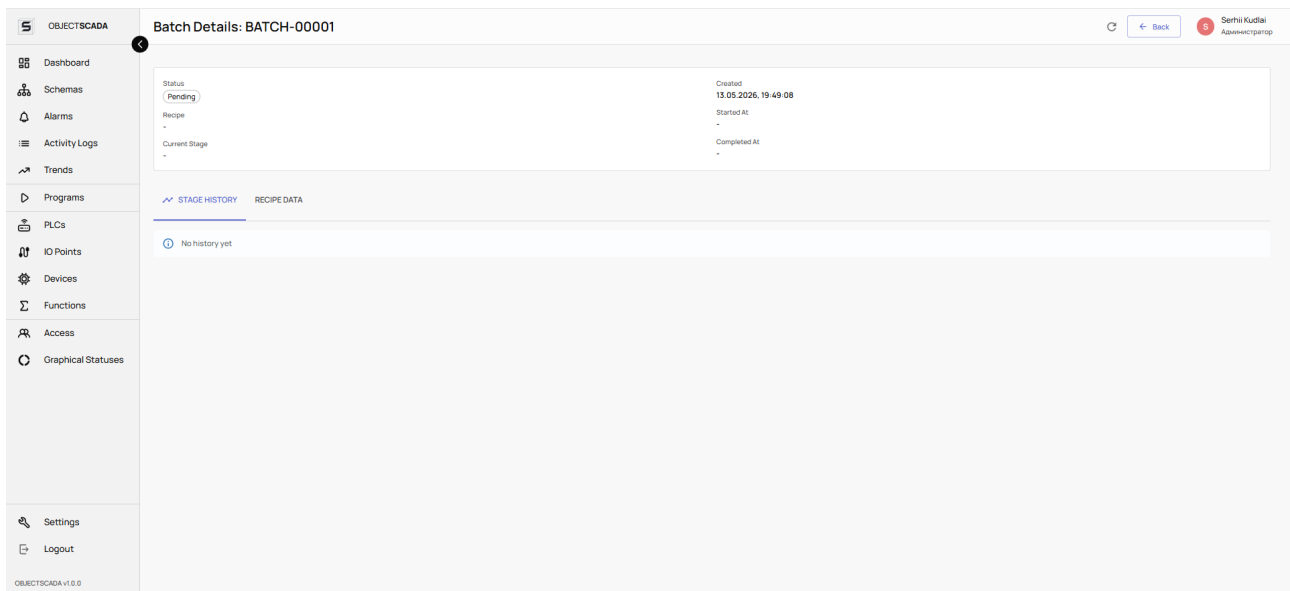 OBJECTSCADA
Batch Details: BATCH-00001
Back
S
Serhii Kudlai
Администратор
Dashboard
Schemas
Alarms
Activity Logs
Trends
Programs
PLCs
IO Points
Devices
Functions
Access
Graphical Statuses
Settings
Logout
OBJECTSCADA v1.0.0
Status
Pending
Recipe
-
Current Stage
-
Created
13.05.2026, 19:49:08
Started At
-
Completed At
-
STAGE HISTORY
RECIPE DATA
No history yet